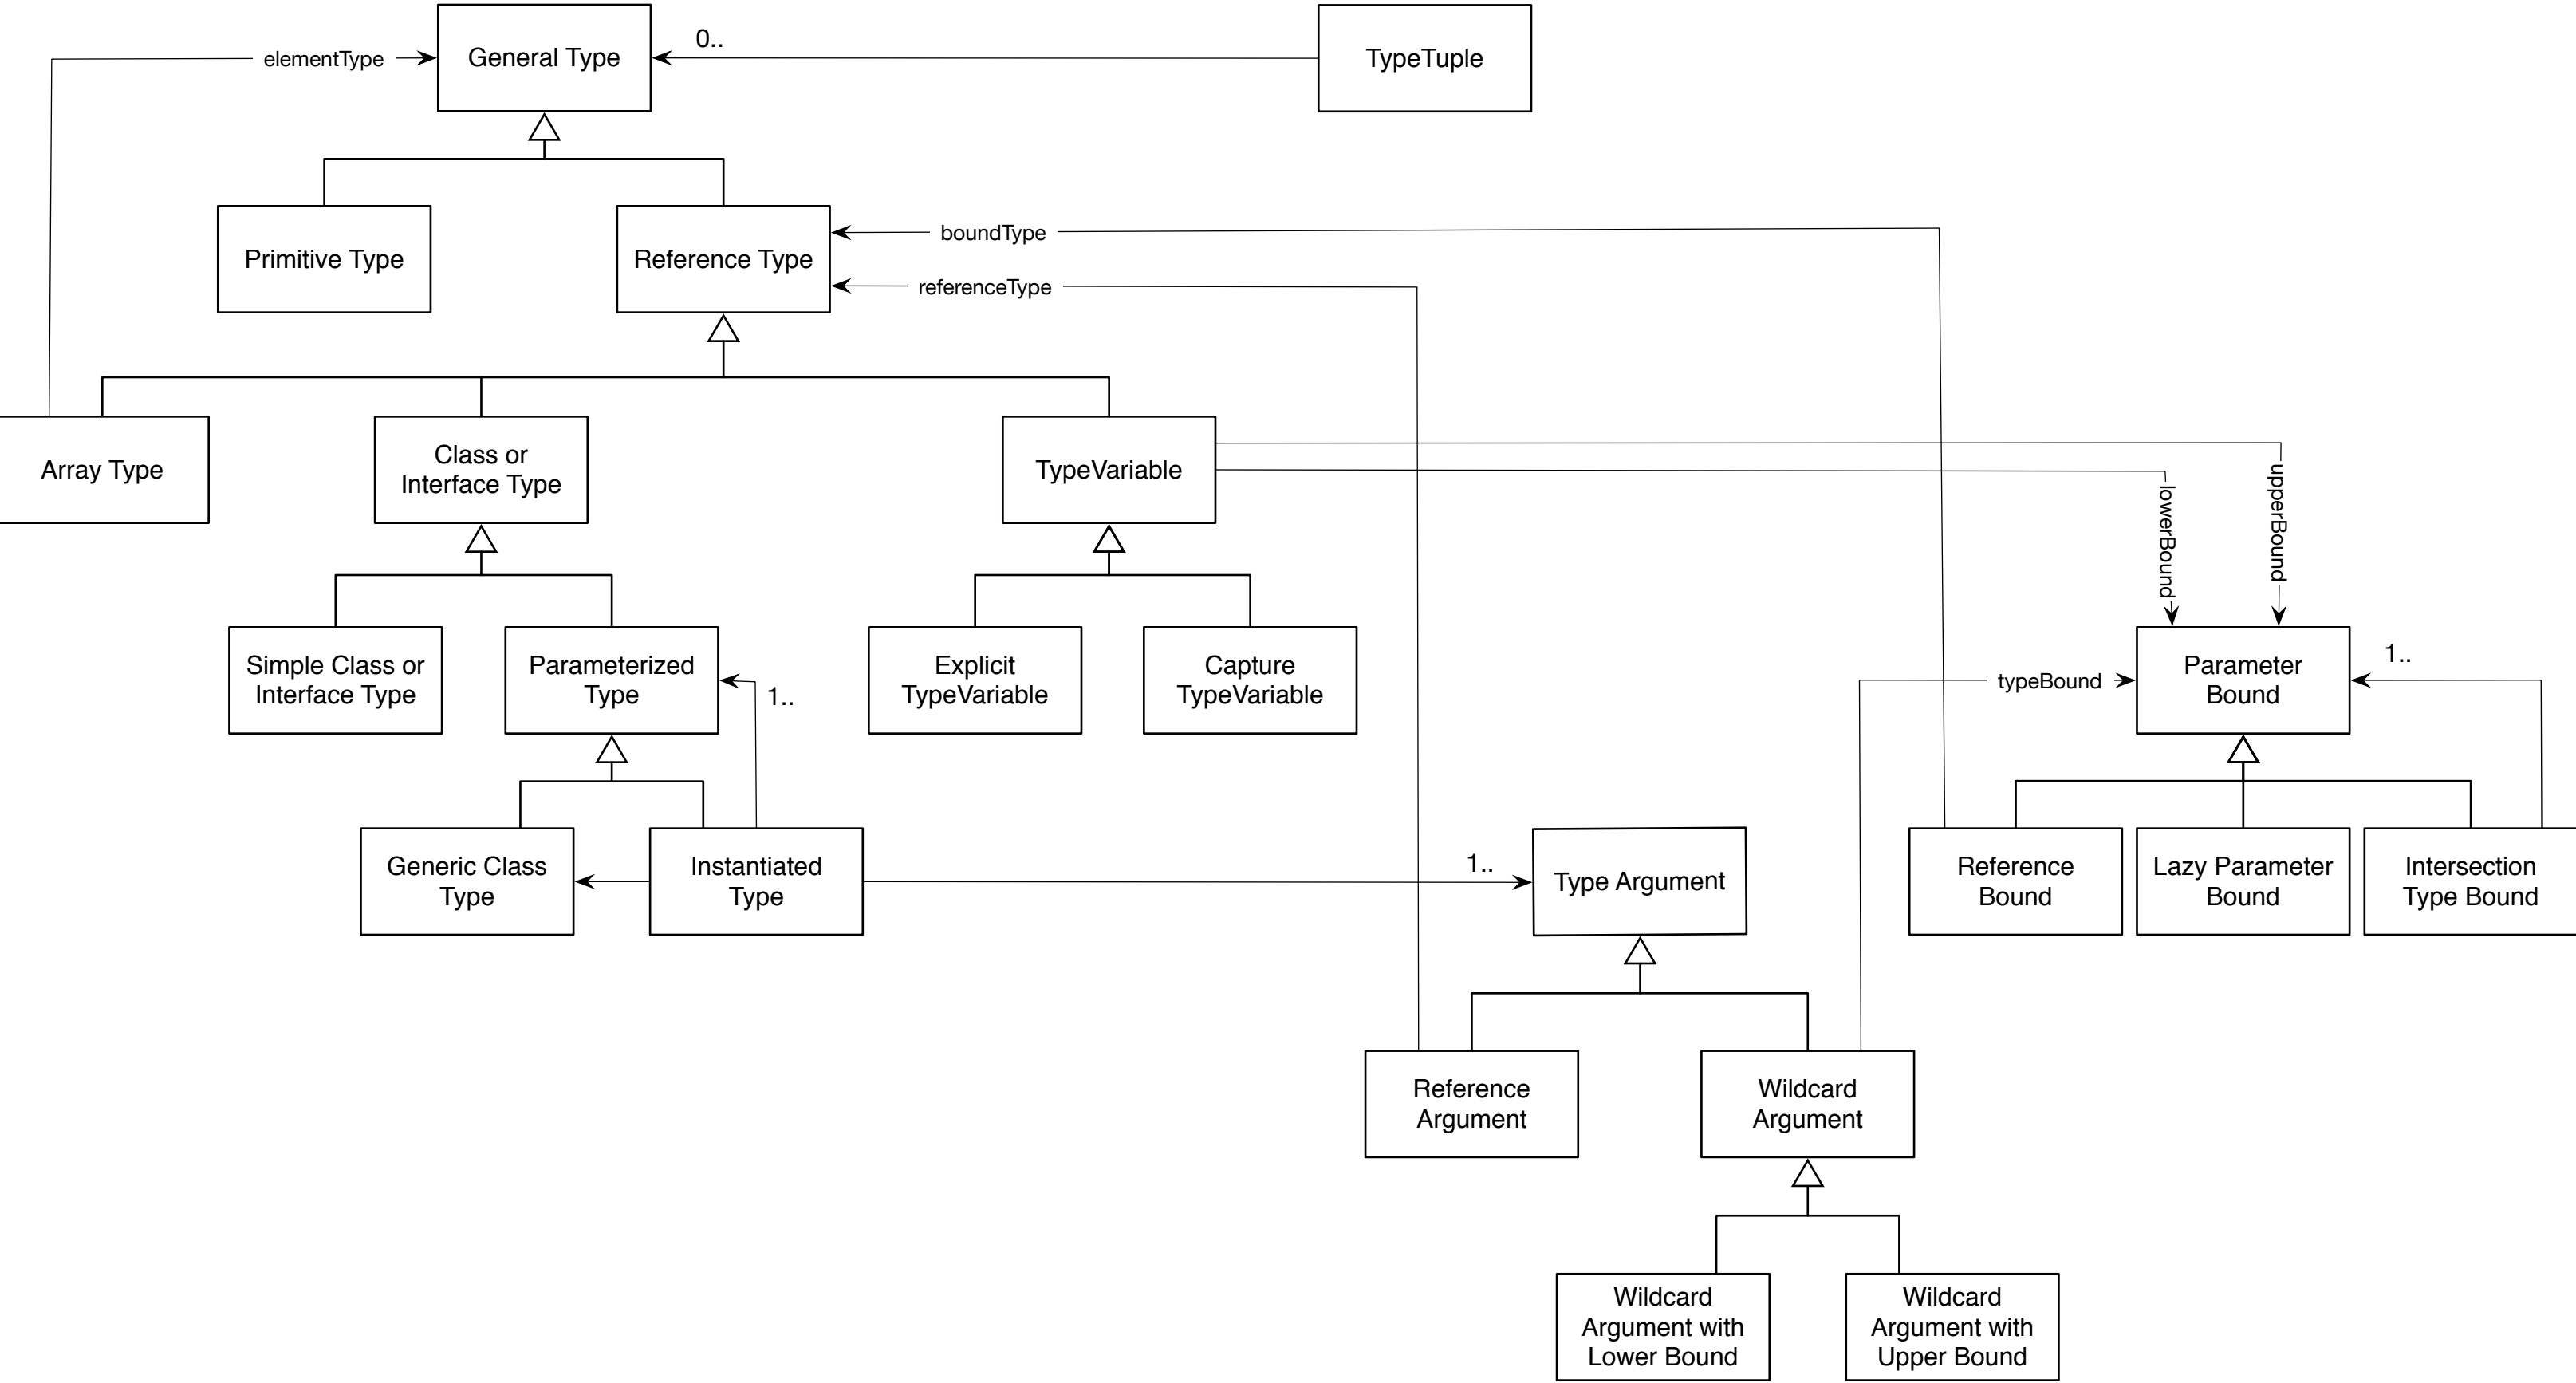 General Type
0..
TypeTuple
elementType
Primitive Type
Reference Type
boundType
referenceType
Array Type
Class or
Interface Type
TypeVariable
lowerBound
upperBound
Simple Class or
Interface Type
Parameterized
Type
1..
Explicit
TypeVariable
Capture
TypeVariable
typeBound
Parameter
Bound
1..
Generic Class
Type
Instantiated
Type
1..
Type Argument
Reference
Bound
Lazy Parameter
Bound
Intersection
Type Bound
Reference
Argument
Wildcard
Argument
Wildcard
Argument with
Lower Bound
Wildcard
Argument with
Upper Bound